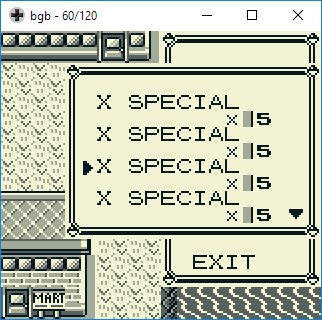 bgb - 60/120
X SPECIAL
×▐5
X SPECIAL
×▐5
X SPECIAL
×▐5
X SPECIAL
×▐5
EXIT
MART